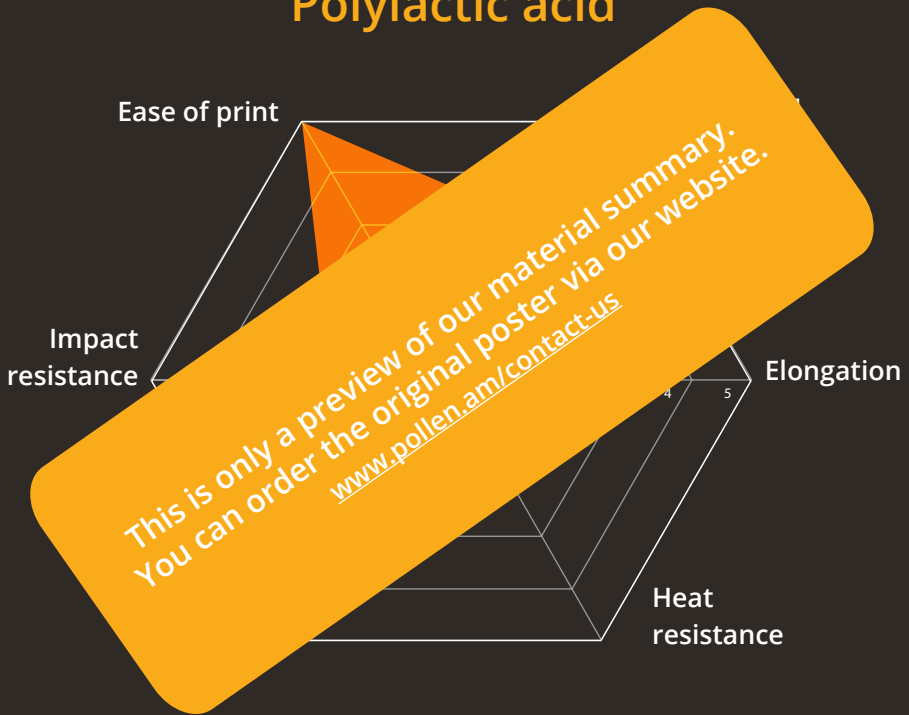 Polylactic acid
Ease of print
This is only a preview of our material summary.
You can order the original poster via our website.
www.pollen.am/contact-us
Impact
resistance
Elongation
4
5
Heat
resistance